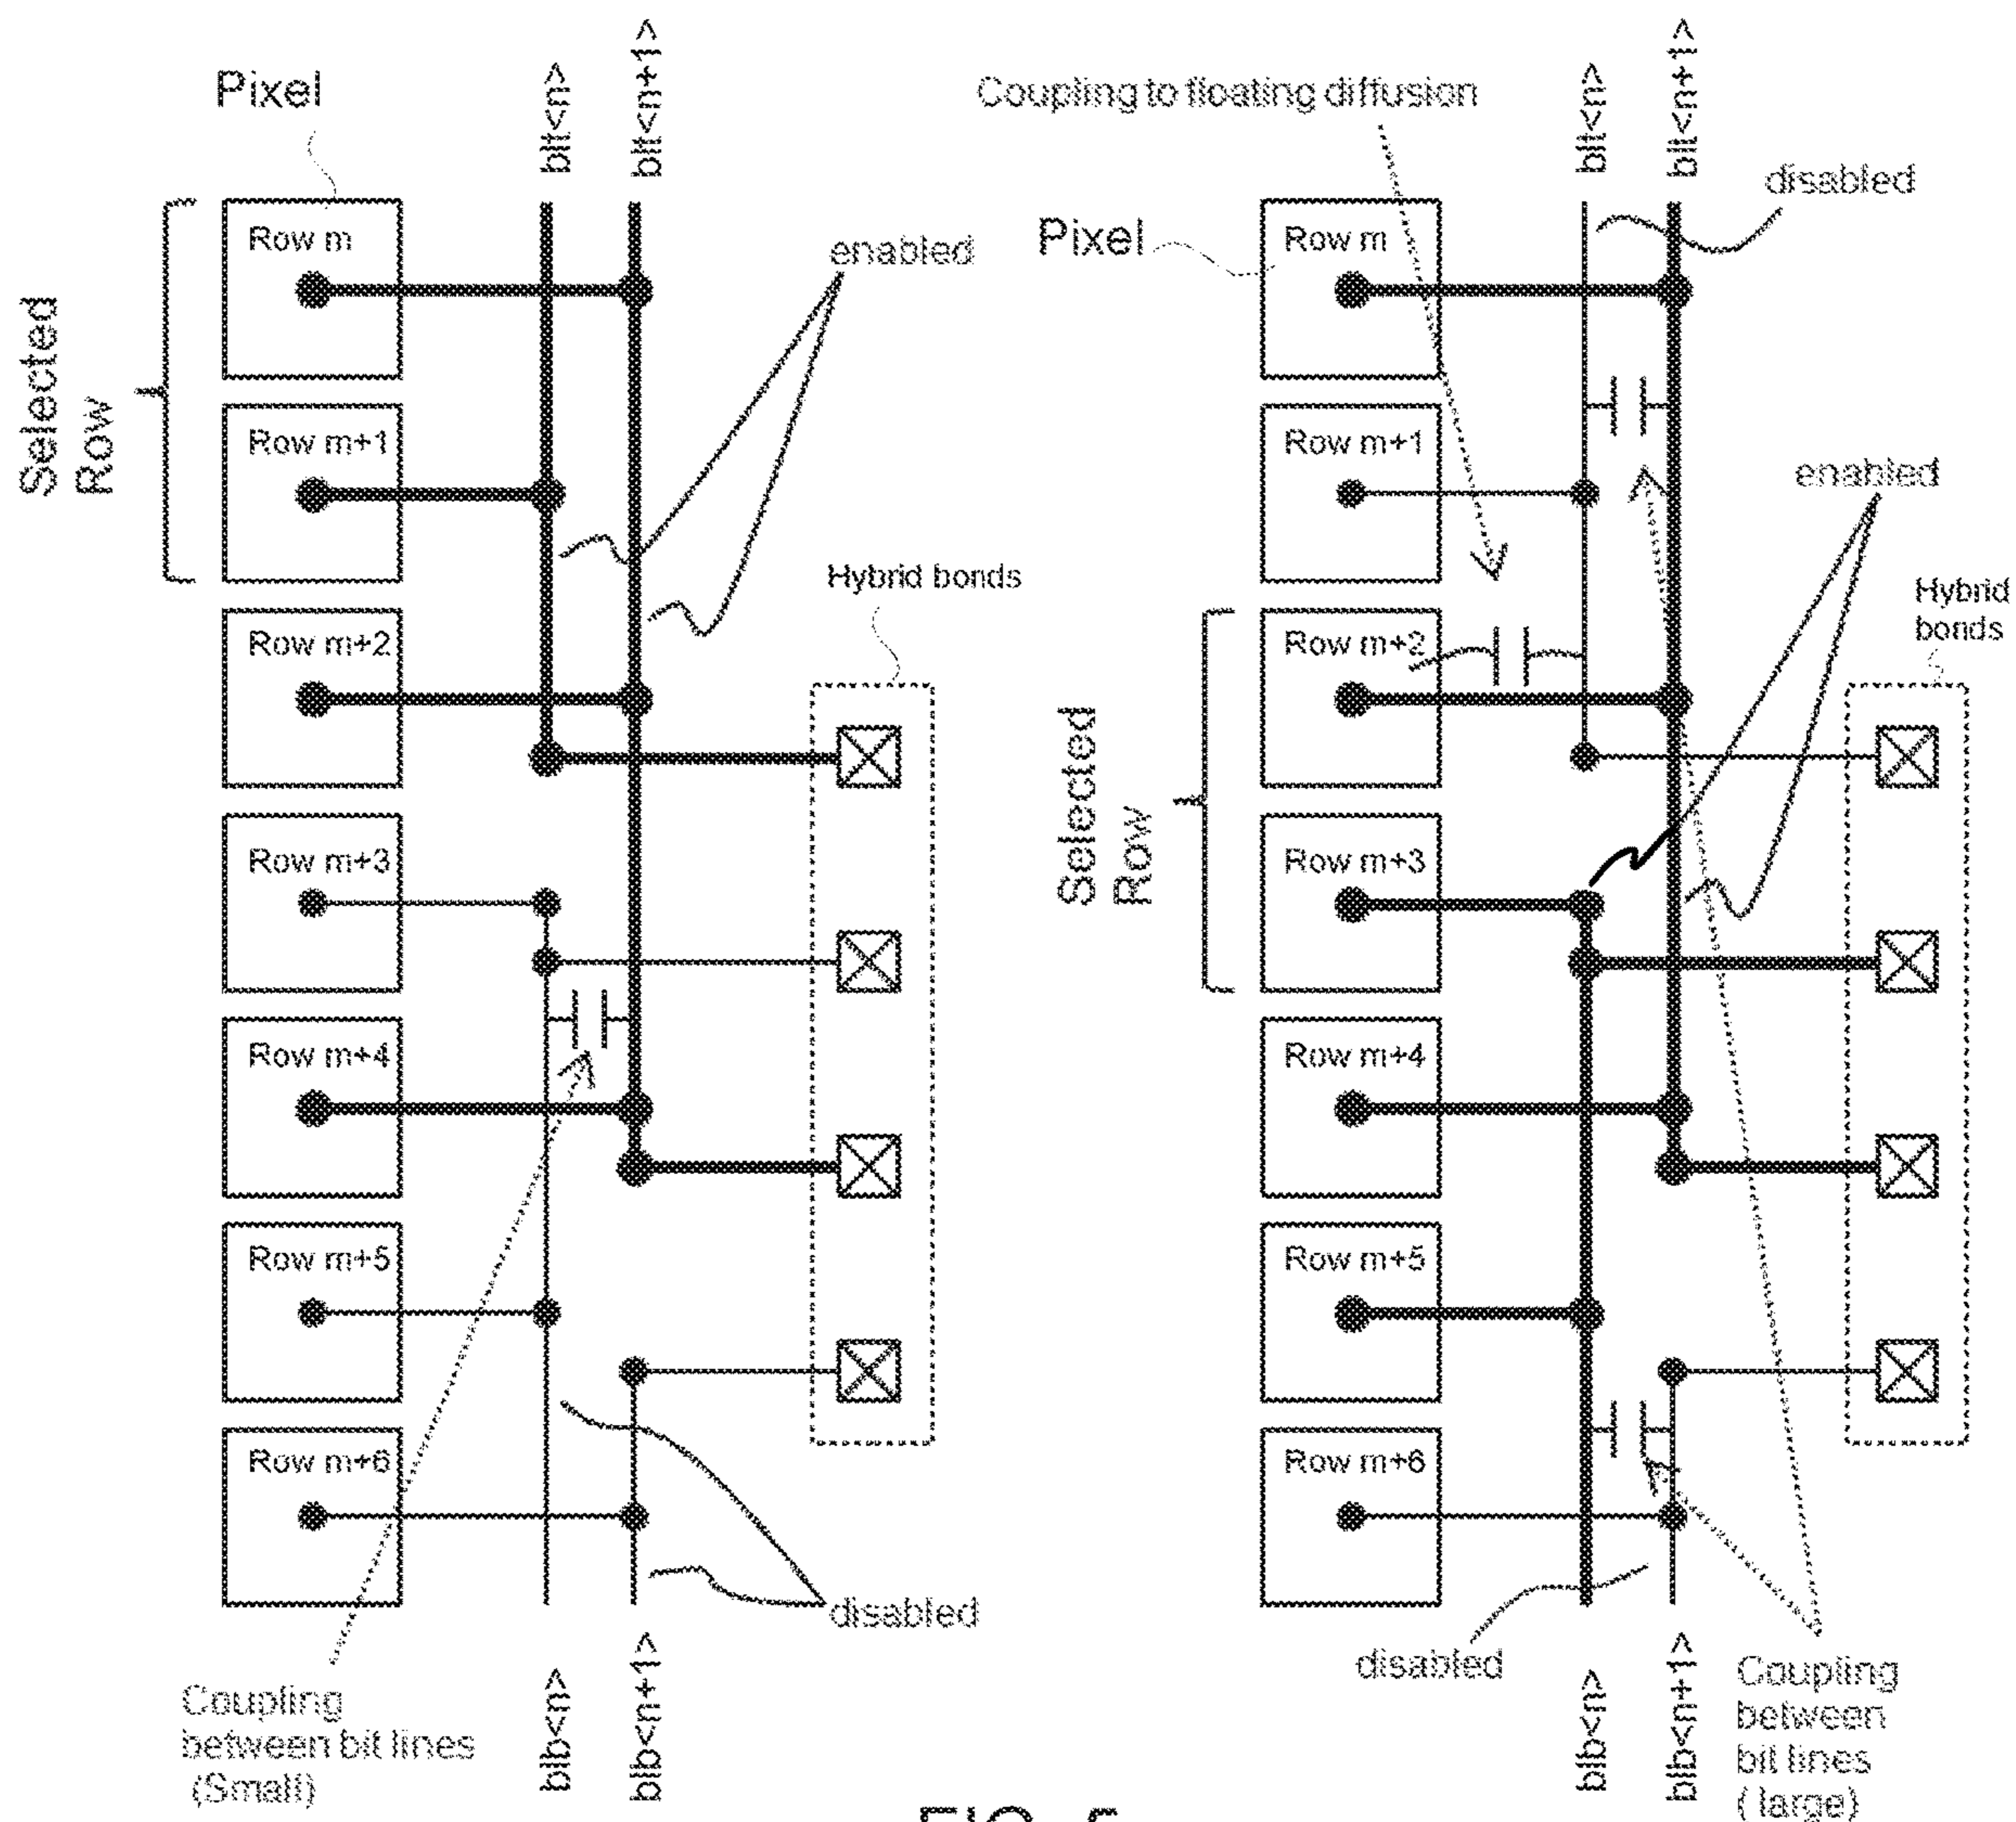 Pixel
blt<n>
blt<n+1>
enabled
Selected
Row
Row m
Row m+1
Row m+2
Row m+3
Row m+4
Row m+5
Row m+6
Hybrid bonds
disabled
Coupling
between bit lines
(Small)
blb<n>
blb<n+1>
Coupling to floating diffusion
blt<n>
blt<n+1>
disabled
Pixel
enabled
Row m
Row m+1
Row m+2
Row m+3
Row m+4
Row m+5
Row m+6
Selected
Row
Hybrid
bonds
disabled
blb<n>
blb<n+1>
Coupling
between
bit lines
( large)